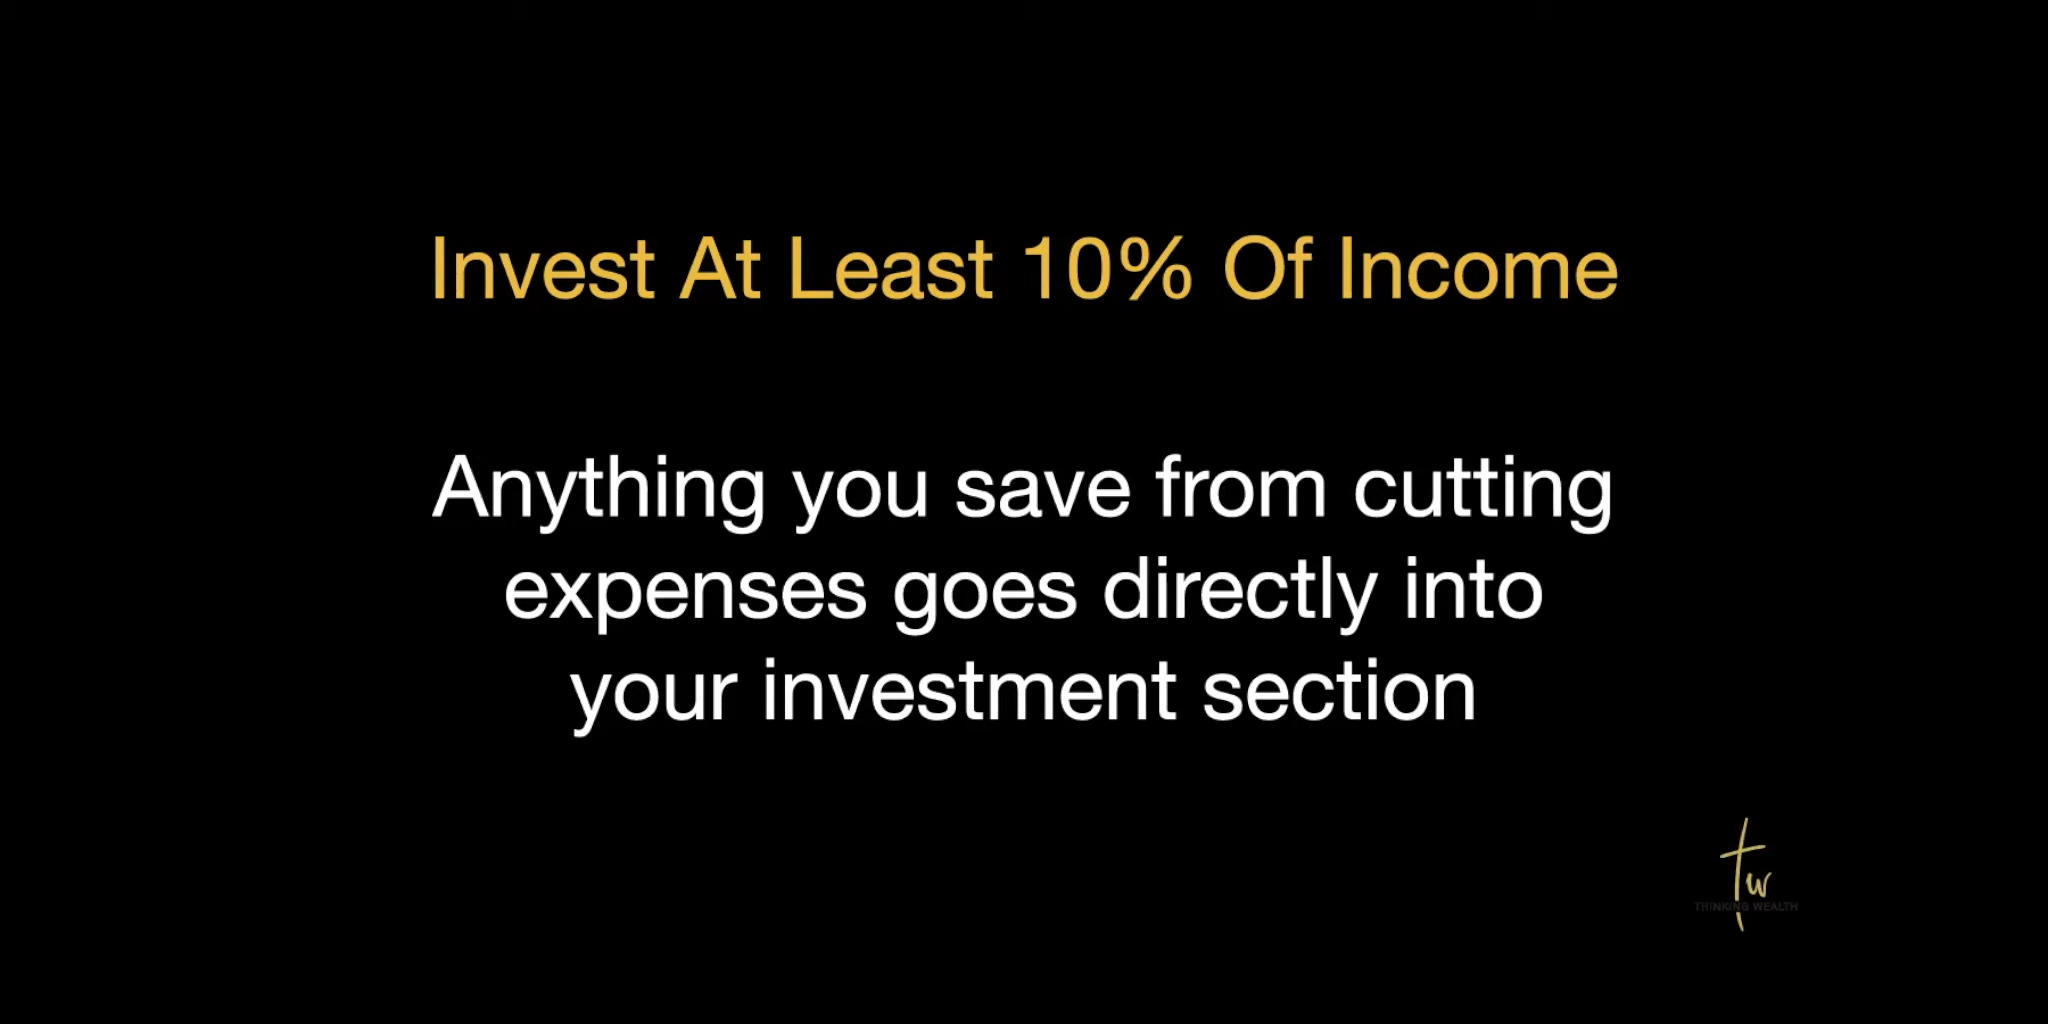 Invest At Least 10% Of Income
Anything you save from cutting
expenses goes directly into
your investment section
tw
THINKING WEALTH